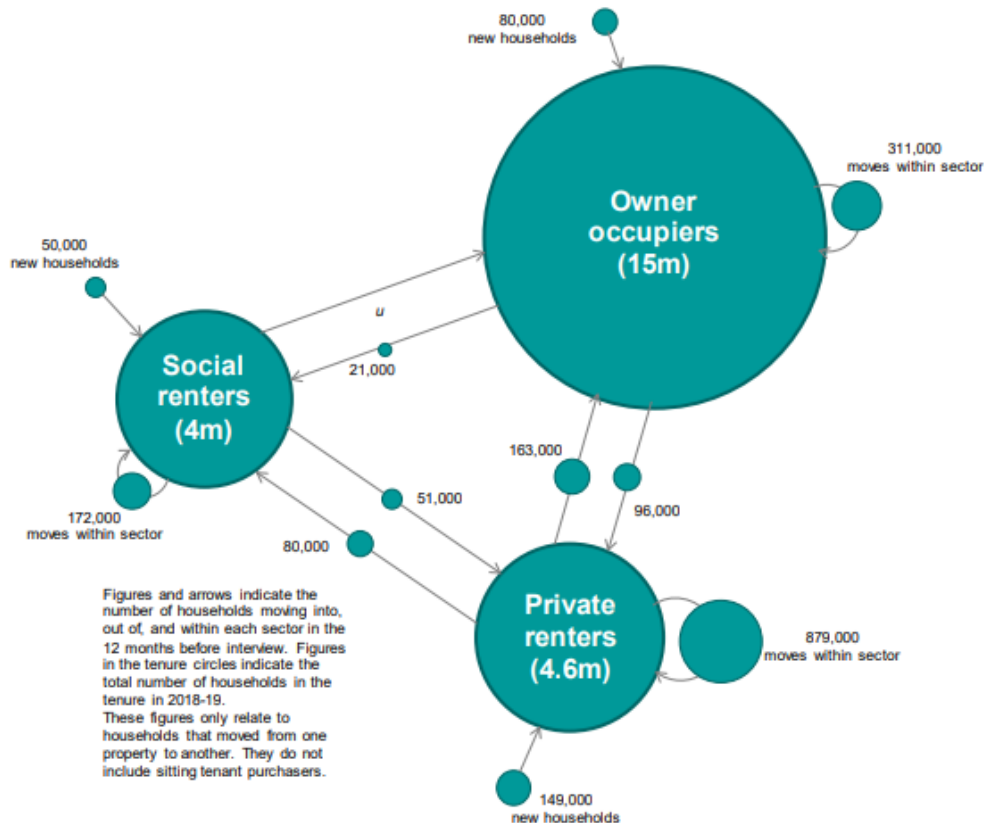 80,000
new households
311,000
moves within sector
Owner
occupiers
(15m)
50,000
new households
u
21,000
Social
renters
(4m)
163,000
96,000
51,000
80,000
172,000
moves within sector
Private
renters
(4.6m)
879,000
moves within sector
149,000
new households
Figures and arrows indicate the
number of households moving into,
out of, and within each sector in the
12 months before interview. Figures
in the tenure circles indicate the
total number of households in the
tenure in 2018-19.
These figures only relate to
households that moved from one
property to another. They do not
include sitting tenant purchasers.